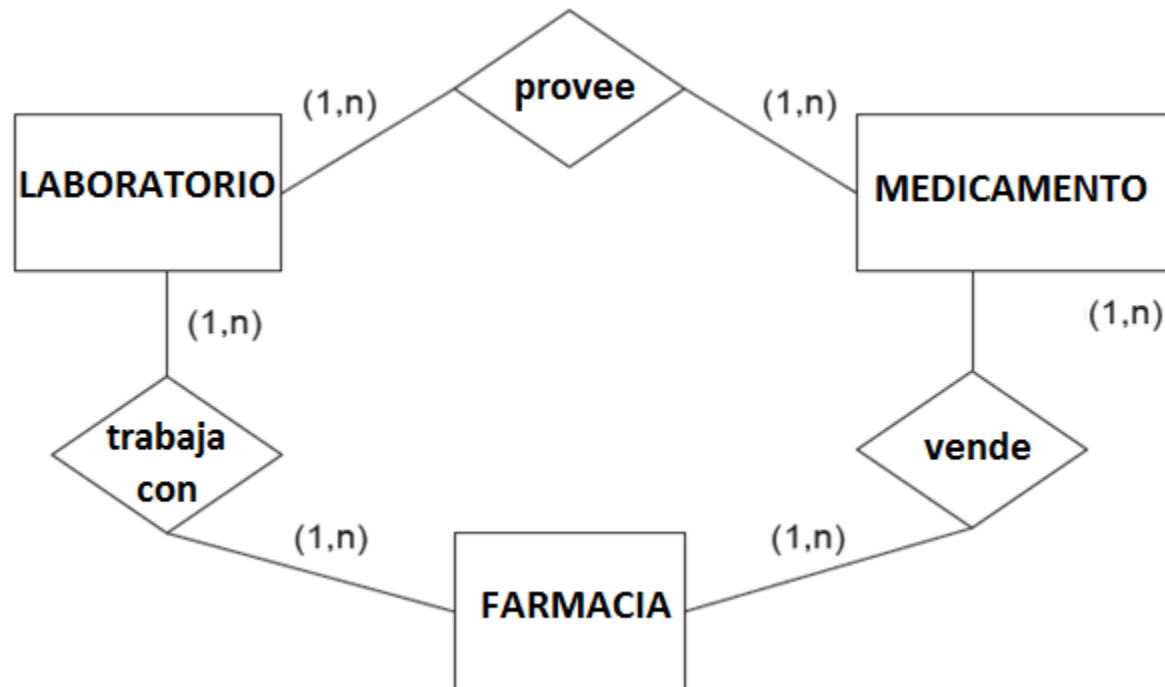 provee
(1,n)
(1,n)
LABORATORIO
MEDICAMENTO
(1,n)
(1,n)
trabaja
con
vende
(1,n)
(1,n)
FARMACIA